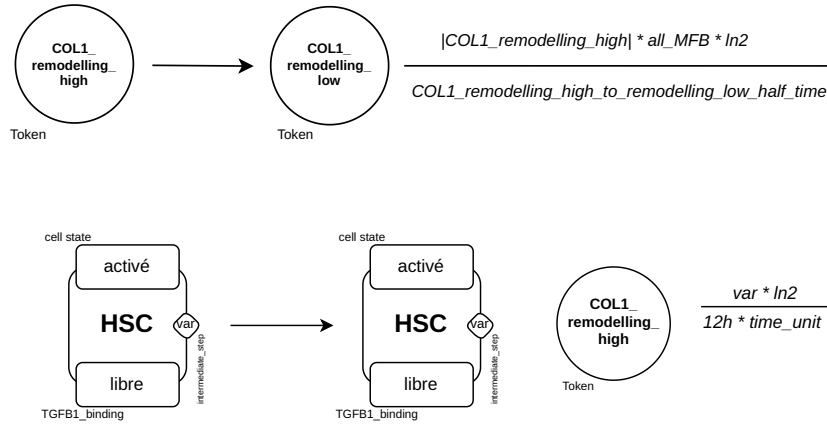 COL1_
remodelling_
high
Token
COL1_
remodelling_
low
|COL1_remodelling_high| * all_MFB * ln2
COL1_remodelling_high_to_remodelling_low_half_time
cell state
activé
HSC
var
intermediate_step
libre
TGFB1_binding
cell state
activé
HSC
var
intermediate_step
libre
TGFB1_binding
COL1_
remodelling_
high
Token
var * ln2
12h * time_unit